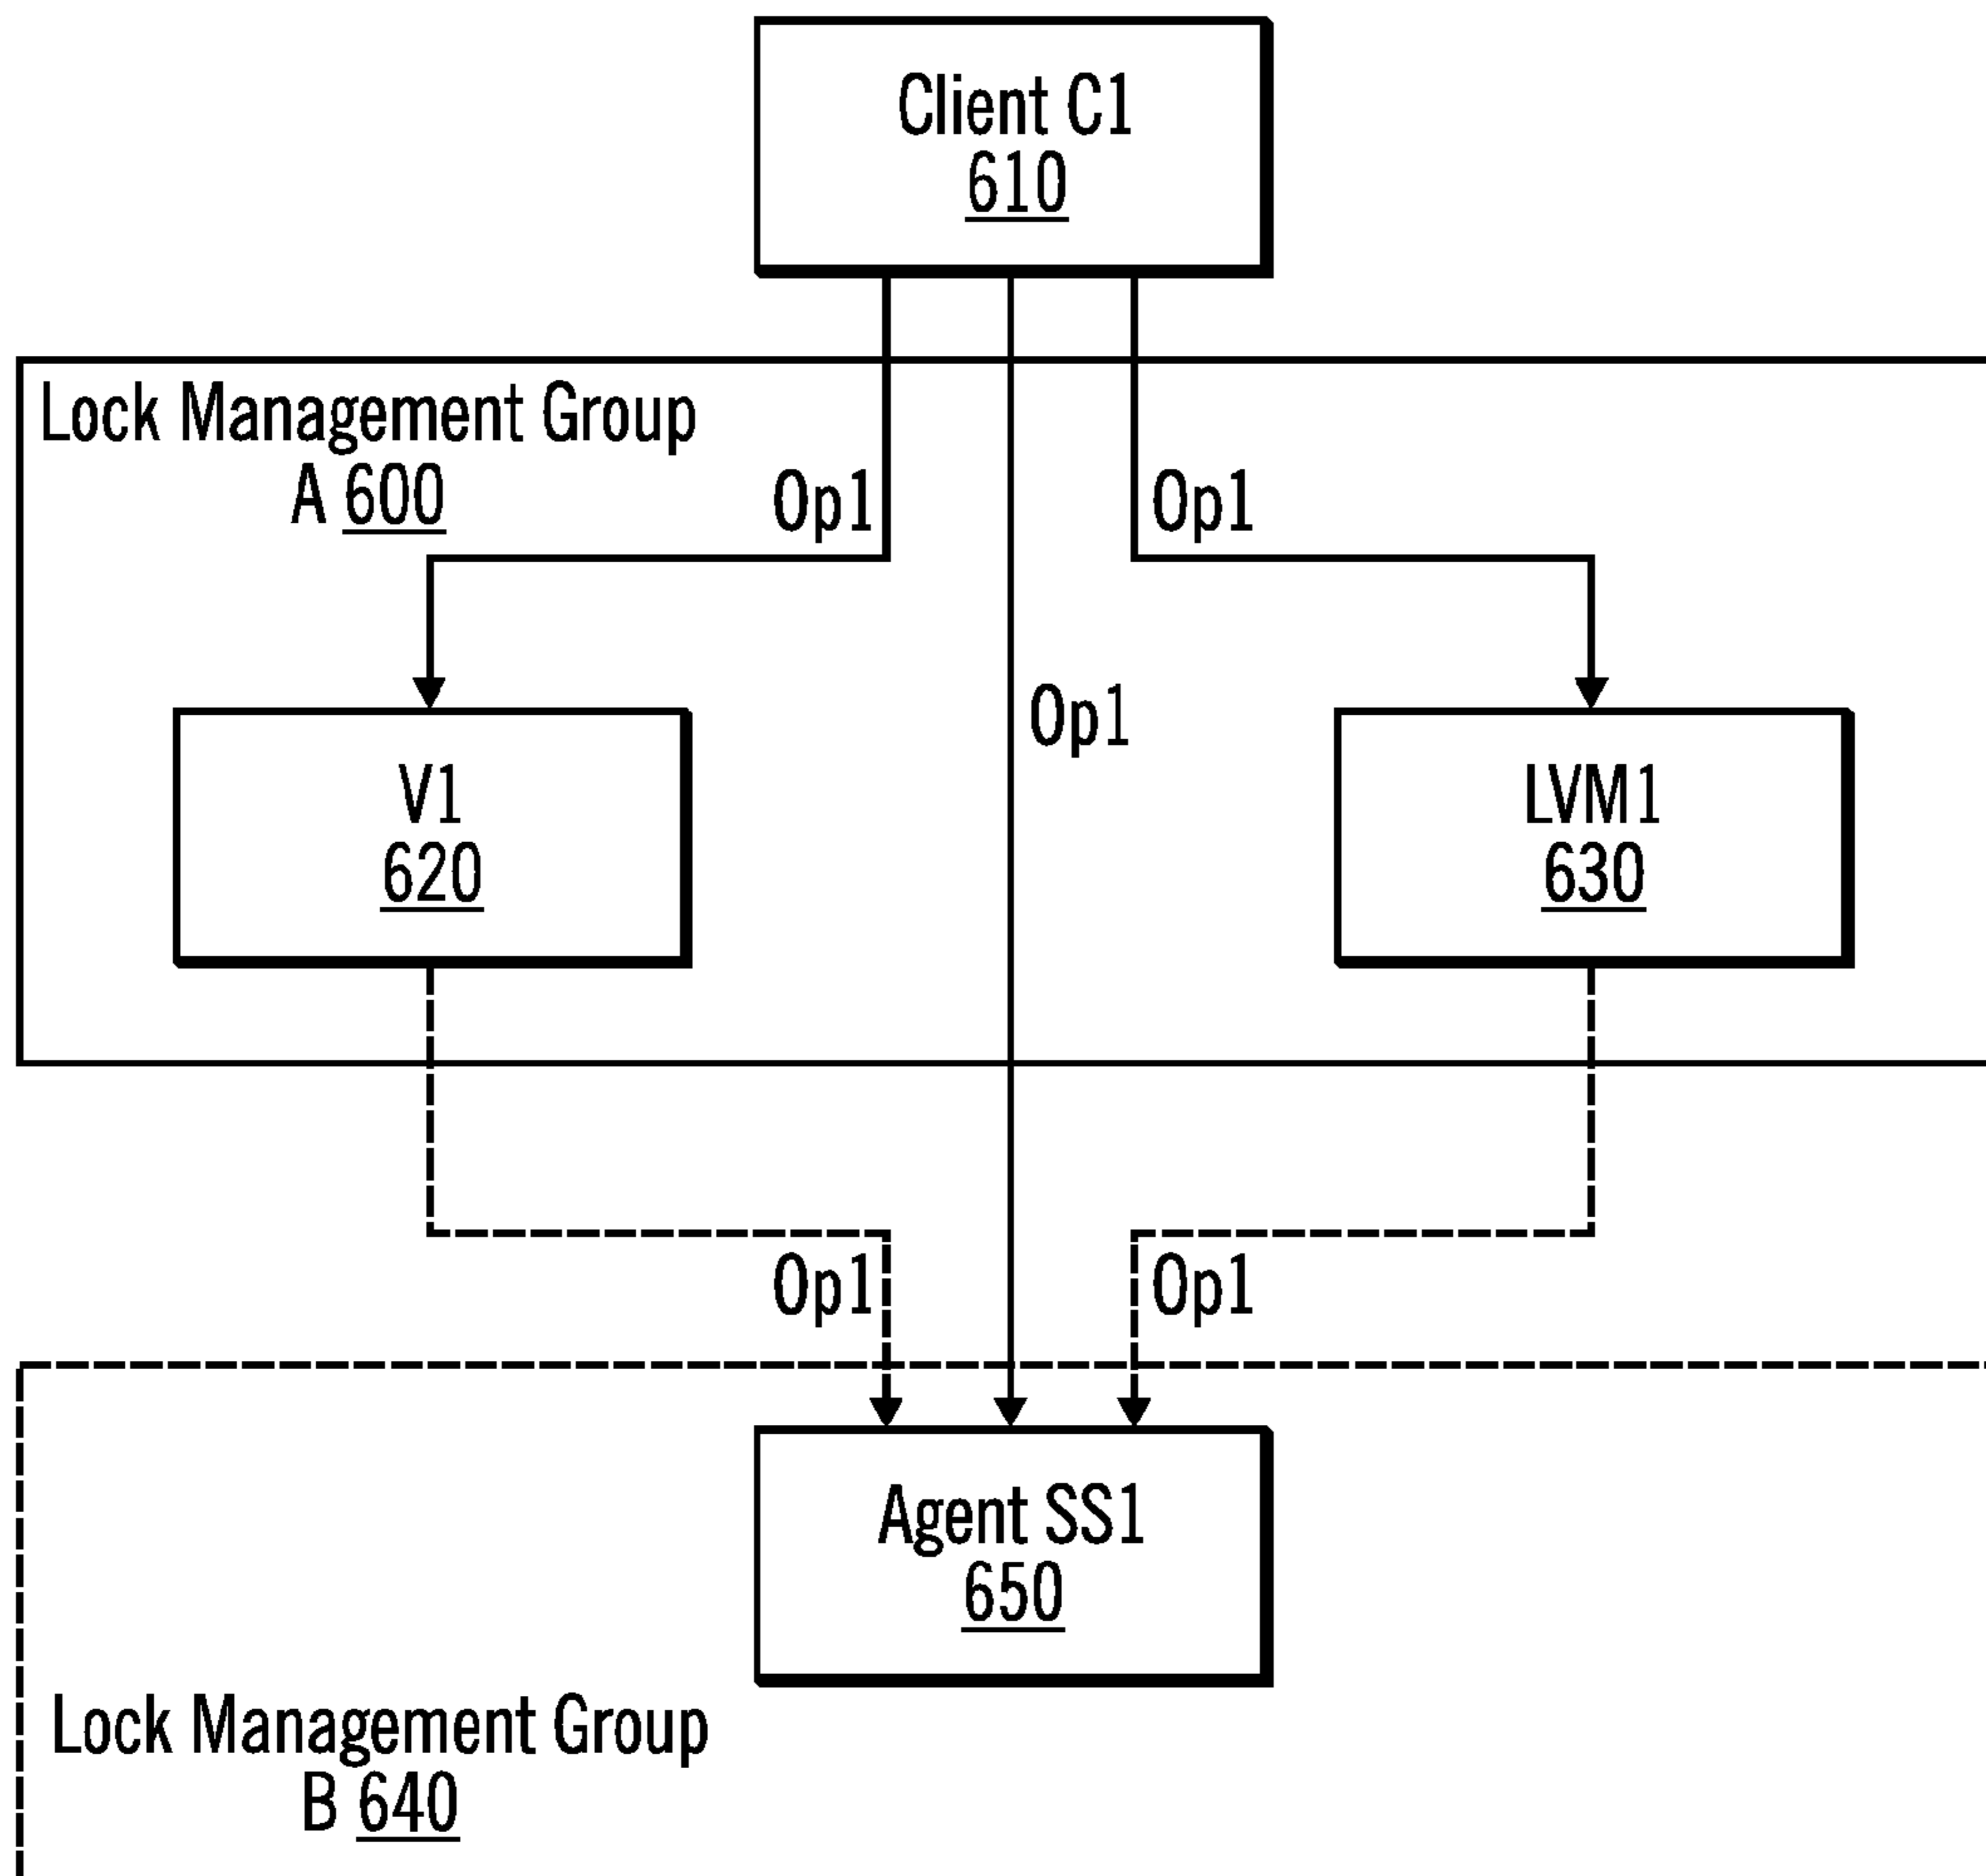 Client C1
610
Lock Management Group
A 600
Op1
Op1
Op1
V1
620
LVM1
630
Op1
Op1
Agent SS1
650
Lock Management Group
B 640